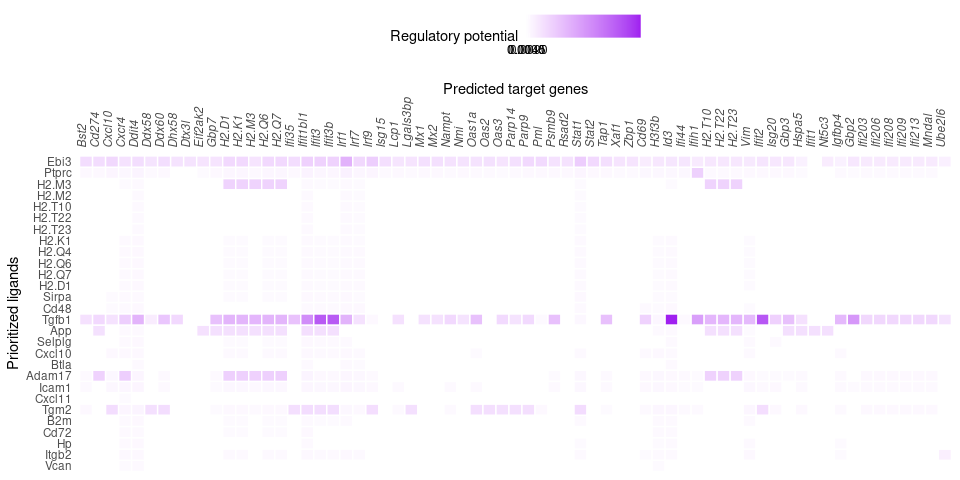 Regulatory potential
Predicted target genes
Bst2 Cd274 Cxcl10 Cxcr4 Ddit4 Ddx58 Ddx60 Dhx58 Dtx3l Eif2ak2 Gbp7 H2.D1 H2.K1 H2.M3 H2.Q6 H2.Q7 Ifi35 Ifit1bl1 Ifit3 Ifit3b Irf1 Irf7 Irf9 Isg15 Lcp1 Lgals3bp Mx1 Mx2 Nampt Nmi Oas1a Oas2 Oas3 Parp14 Parp9 Pml Psmb9 Rsad2 Stat1 Stat2 Tap1 Xaf1 Zbp1 Cd69 H3f3b Id3 Ifi44 Ifih1 H2.T10 H2.T22 H2.T23 Vim Ifit2 Isg20 Gbp3 Hspa5 Ifit1 Nt5c3 Igfbp4 Gbp2 Ifi203 Ifi206 Ifi208 Ifi209 Ifi213 Mndal Ube2l6
Prioritized ligands
Ebi3
Ptprc
H2.M3
H2.M2
H2.T10
H2.T22
H2.T23
H2.K1
H2.Q4
H2.Q6
H2.Q7
H2.D1
Sirpa
Cd48
Tgfb1
App
Selplg
Cxcl10
Btla
Adam17
Icam1
Cxcl11
Tgm2
B2m
Cd72
Hp
Itgb2
Vcan